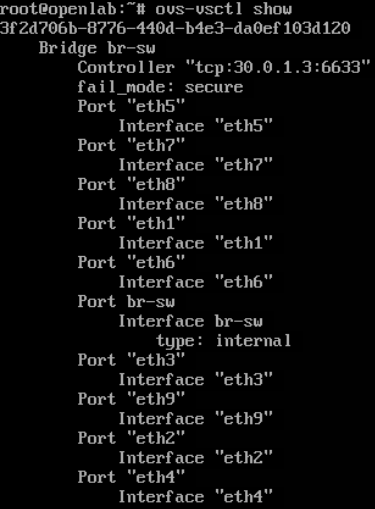 root@openlab:~# ovs-vsctl show
3f2d706b-8776-440d-b4e3-da0ef103d120
    Bridge br-sw
        Controller "tcp:30.0.1.3:6633"
        fail_mode: secure
        Port "eth5"
            Interface "eth5"
        Port "eth7"
            Interface "eth7"
        Port "eth8"
            Interface "eth8"
        Port "eth1"
            Interface "eth1"
        Port "eth6"
            Interface "eth6"
        Port br-sw
            Interface br-sw
                type: internal
        Port "eth3"
            Interface "eth3"
        Port "eth9"
            Interface "eth9"
        Port "eth2"
            Interface "eth2"
        Port "eth4"
            Interface "eth4"